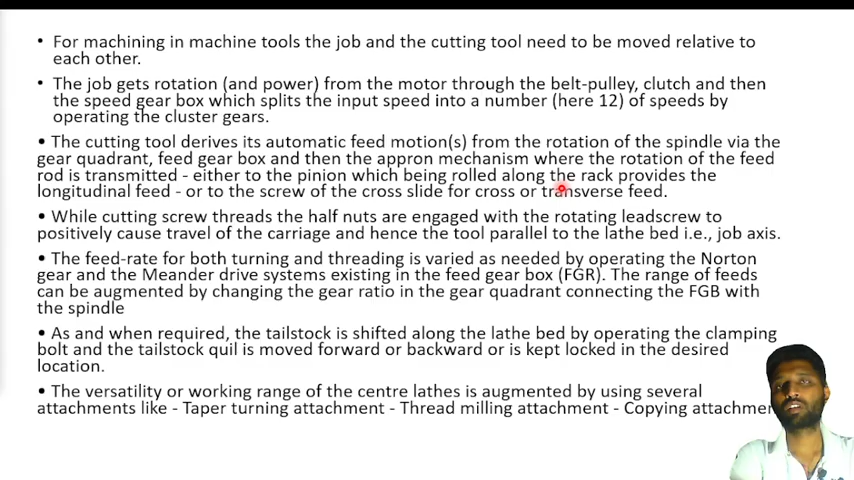 • For machining in machine tools the job and the cutting tool need to be moved relative to
each other.
• The job gets rotation (and power) from the motor through the belt-pulley, clutch and then
the speed gear box which splits the input speed into a number (here 12) of speeds by
operating the cluster gears.
• The cutting tool derives its automatic feed motion(s) from the rotation of the spindle via the
gear quadrant, feed gear box and then the appron mechanism where the rotation of the feed
rod is transmitted - either to the pinion which being rolled along the rack provides the
longitudinal feed - or to the screw of the cross slide for cross or transverse feed.
• While cutting screw threads the half nuts are engaged with the rotating leadscrew to
positively cause travel of the carriage and hence the tool parallel to the lathe bed i.e., job axis.
• The feed-rate for both turning and threading is varied as needed by operating the Norton
gear and the Meander drive systems existing in the feed gear box (FGR). The range of feeds
can be augmented by changing the gear ratio in the gear quadrant connecting the FGB with
the spindle
• As and when required, the tailstock is shifted along the lathe bed by operating the clamping
bolt and the tailstock quil is moved forward or backward or is kept locked in the desired
location.
• The versatility or working range of the centre lathes is augmented by using several
attachments like - Taper turning attachment - Thread milling attachment - Copying attachmen